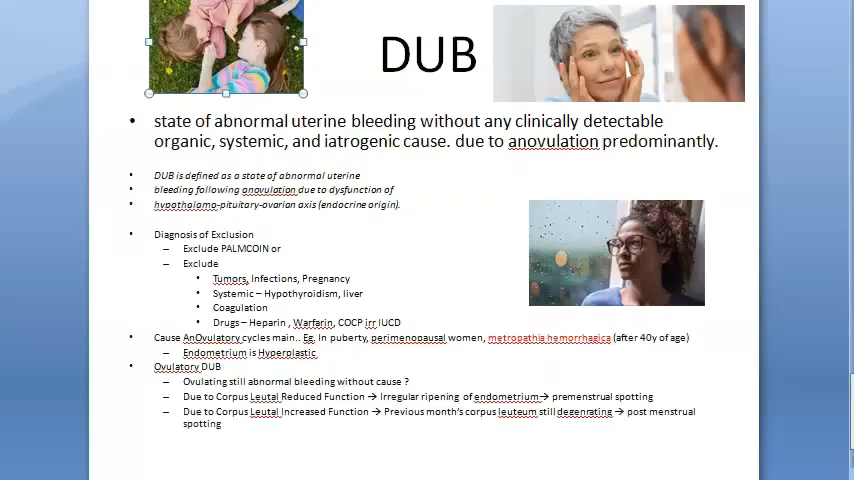 DUB
• state of abnormal uterine bleeding without any clinically detectable
organic, systemic, and iatrogenic cause. due to anovulation predominantly.
• DUB is defined as a state of abnormal uterine
• bleeding following anovulation due to dysfunction of
• hypothalamo-pituitary-ovarian axis (endocrine origin).
• Diagnosis of Exclusion
– Exclude PALMCOIN or
– Exclude
• Tumors, Infections, Pregnancy
• Systemic – Hypothyroidism, liver
• Coagulation
• Drugs – Heparin , Warfarin, COCP irr IUCD
• Cause AnOvulatory cycles main.. Eg. In puberty, perimenopausal women, metropathia hemorrhagica (after 40y of age)
– Endometrium is Hyperplastic
• Ovulatory DUB
– Ovulating still abnormal bleeding without cause ?
– Due to Corpus Leutal Reduced Function → Irregular ripening of endometrium→ premenstrual spotting
– Due to Corpus Leutal Increased Function → Previous month's corpus leuteum still degenrating → post menstrual
spotting